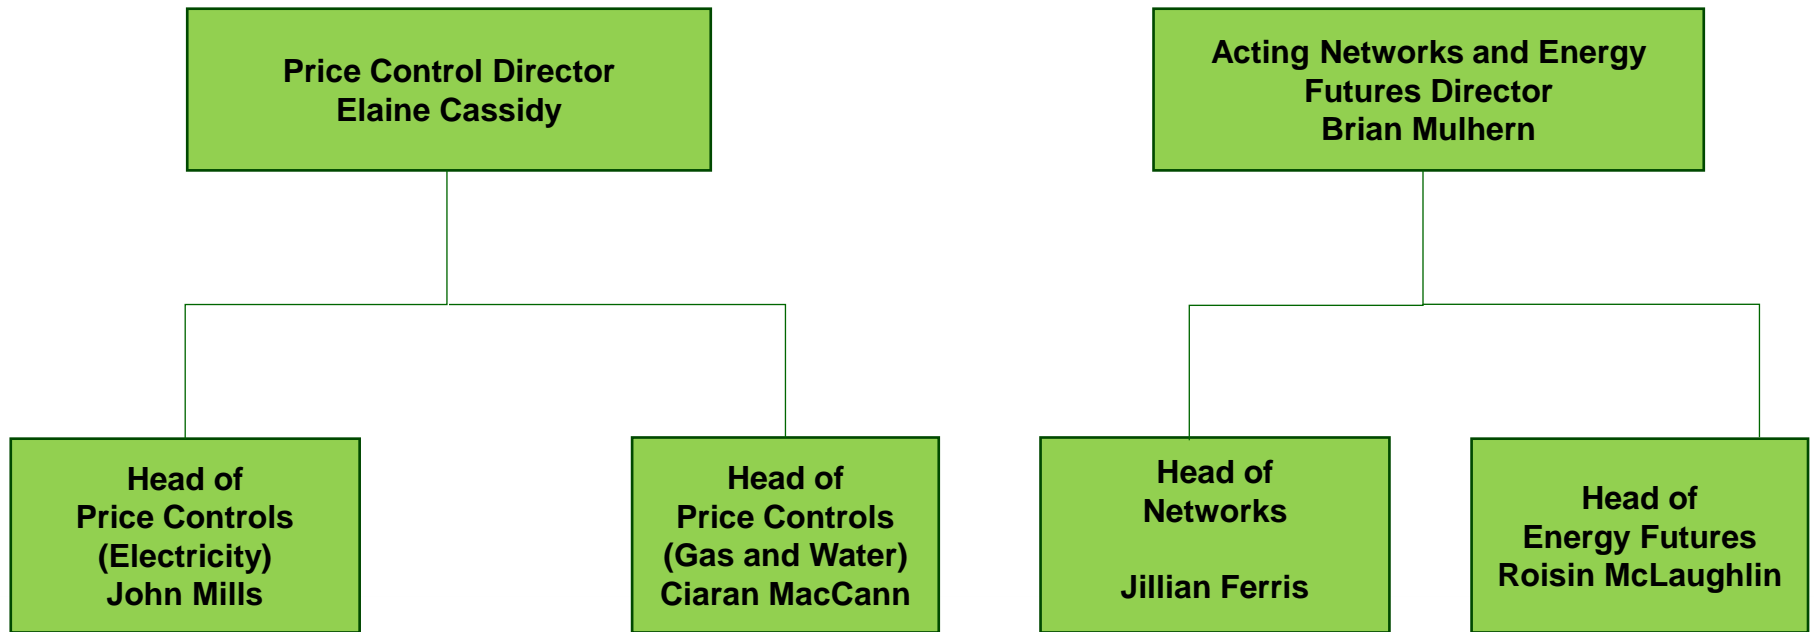 Price Control Director
Elaine Cassidy
Acting Networks and Energy
Futures Director
Brian Mulhern
Head of
Price Controls
(Electricity)
John Mills
Head of
Price Controls
(Gas and Water)
Ciaran MacCann
Head of
Networks
Jillian Ferris
Head of
Energy Futures
Roisin McLaughlin